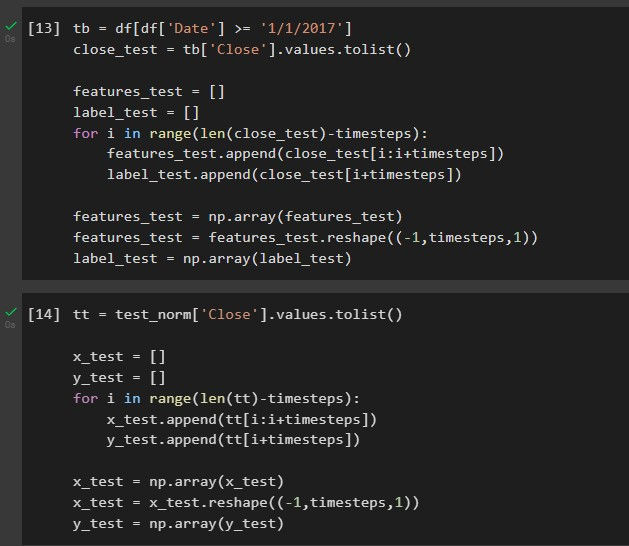 [13] tb = df[df['Date'] >= '1/1/2017']
close_test = tb['Close'].values.tolist()
features_test = []
label_test = []
for i in range(len(close_test)-timesteps):
features_test.append(close_test[i:i+timesteps])
label_test.append(close_test[i+timesteps])
features_test = np.array(features_test)
features_test = features_test.reshape((-1,timesteps,1))
label_test = np.array(label_test)
0s
[14] tt = test_norm['Close'].values.tolist()
x_test = []
y_test = []
for i in range(len(tt)-timesteps):
x_test.append(tt[i:i+timesteps])
y_test.append(tt[i+timesteps])
x_test = np.array(x_test)
x_test = x_test.reshape((-1,timesteps,1))
y_test = np.array(y_test)
0s